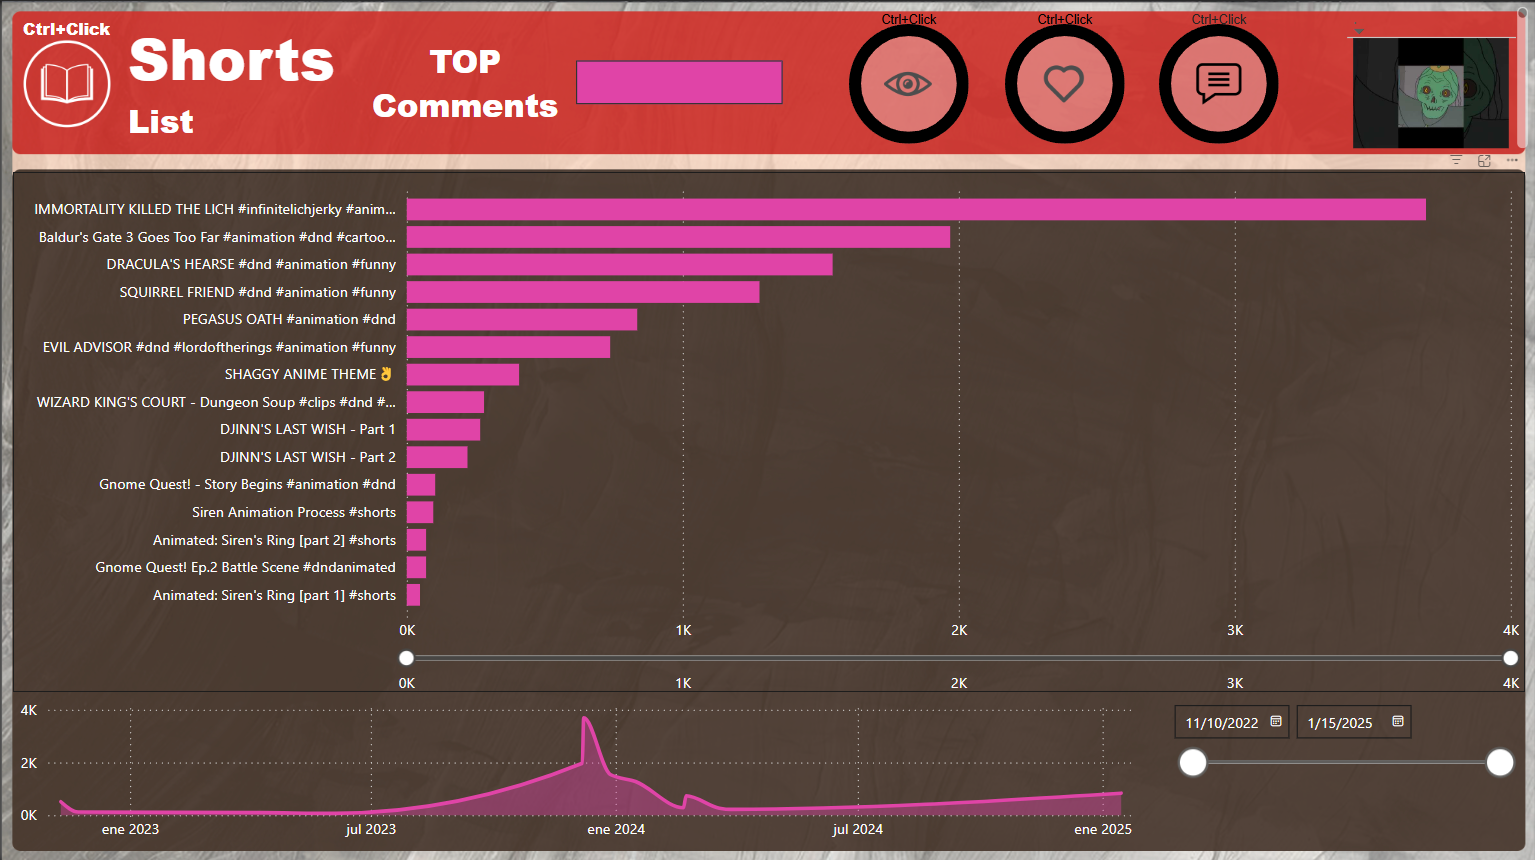 Ctrl+Click
Shorts
List
TOP
Comments
Ctrl+Click
Ctrl+Click
Ctrl+Click
IMMORTALITY KILLED THE LICH #infinitelichjerky #anim...
Baldur's Gate 3 Goes Too Far #animation #dnd #cartoo...
DRACULA'S HEARSE #dnd #animation #funny
SQUIRREL FRIEND #dnd #animation #funny
PEGASUS OATH #animation #dnd
EVIL ADVISOR #dnd #lordoftherings #animation #funny
SHAGGY ANIME THEME👌
WIZARD KING'S COURT - Dungeon Soup #clips #dnd #...
DJINN'S LAST WISH - Part 1
DJINN'S LAST WISH - Part 2
Gnome Quest! - Story Begins #animation #dnd
Siren Animation Process #shorts
Animated: Siren's Ring [part 2] #shorts
Gnome Quest! Ep.2 Battle Scene #dndanimated
Animated: Siren's Ring [part 1] #shorts
0K 1K 2K 3K 4K
0K 1K 2K 3K 4K
4K
2K
0K
ene 2023 jul 2023 ene 2024 jul 2024 ene 2025
11/10/2022 1/15/2025